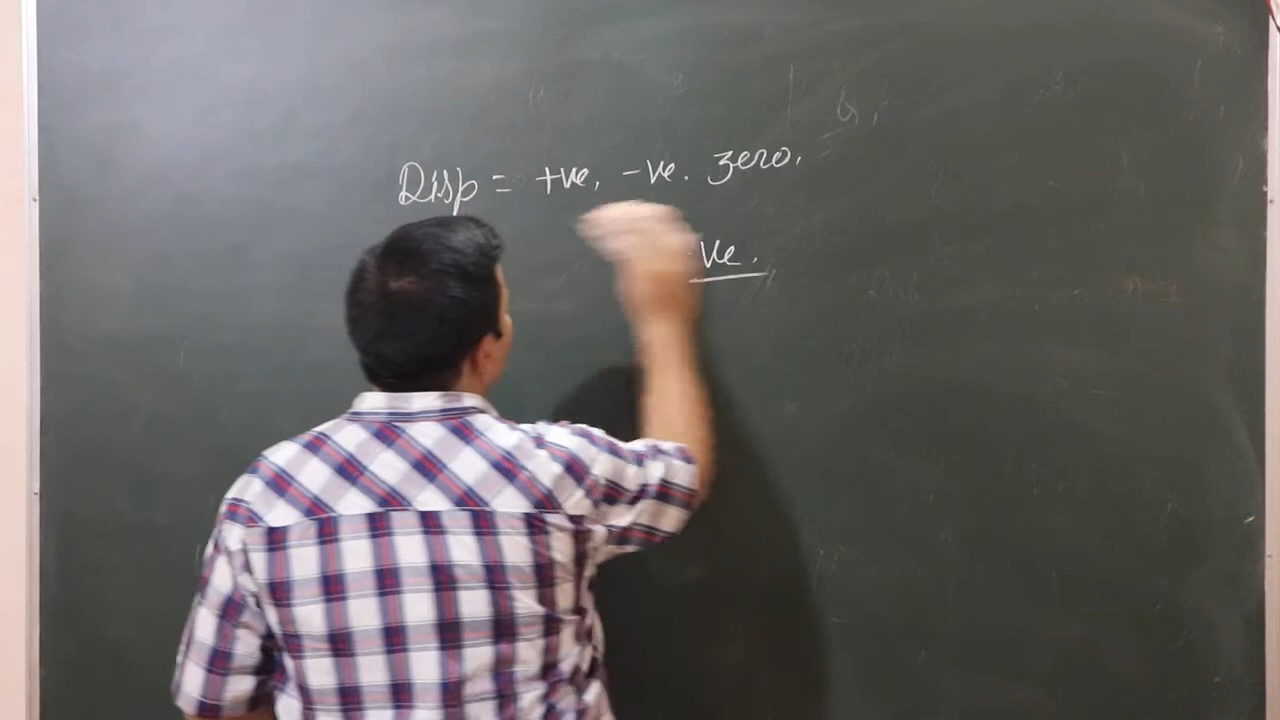 Disp = +ve, -ve. zero.
ve.